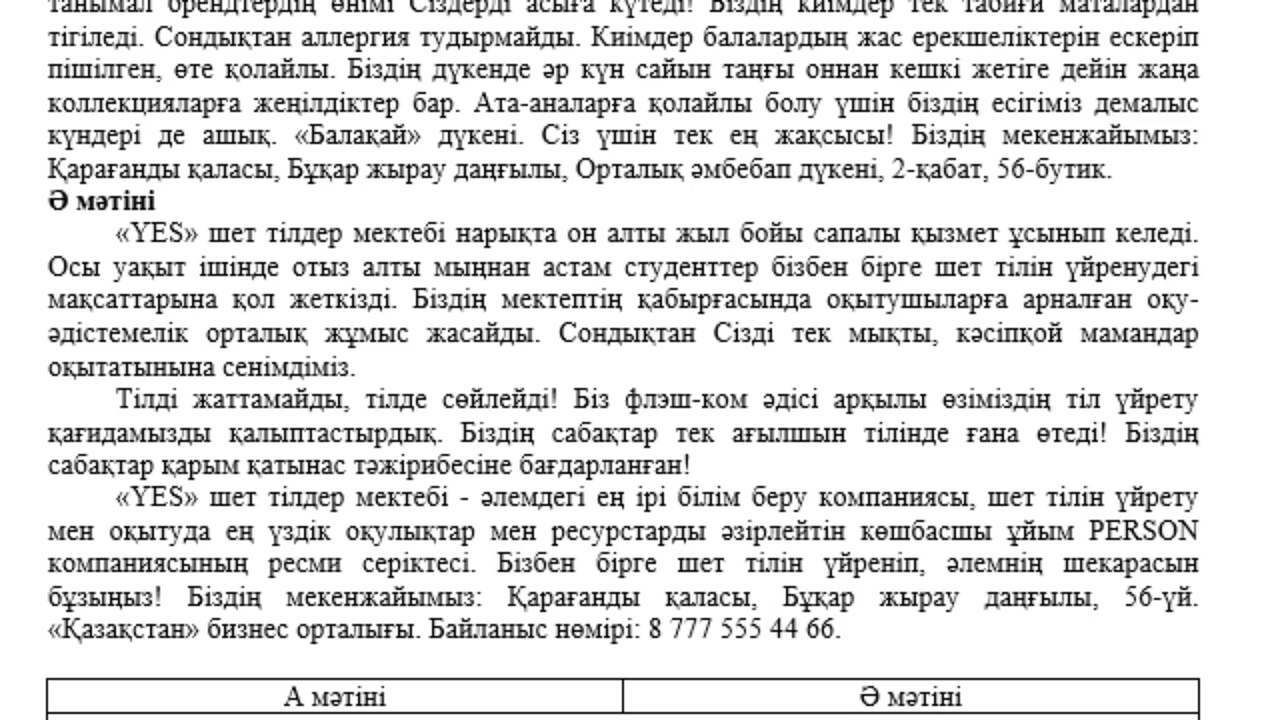 танымал брендтердің өнімі Сіздерді асыға күтеді! Біздің киімдер тек табиғи маталардан
тігіледі. Сондықтан аллергия тудырмайды. Киімдер балалардың жас ерекшеліктерін ескеріп
пішілген, өте қолайлы. Біздің дүкенде әр күн сайын таңғы оннан кешкі жетіге дейін жаңа
коллекцияларға жеңілдіктер бар. Ата-аналарға қолайлы болу үшін біздің есігіміз демалыс
күндері де ашық. «Балақай» дүкені. Сіз үшін тек ең жақсысы! Біздің мекенжайымыз:
Қарағанды қаласы, Бұқар жырау даңғылы, Орталық әмбебап дүкені, 2-қабат, 56-бутик.
Ә мәтіні
«YES» шет тілдер мектебі нарықта он алты жыл бойы сапалы қызмет ұсынып келеді.
Осы уақыт ішінде отыз алты мыңнан астам студенттер бізбен бірге шет тілін үйренудегі
мақсаттарына қол жеткізді. Біздің мектептің қабырғасында оқытушыларға арналған оқу-
әдістемелік орталық жұмыс жасайды. Сондықтан Сізді тек мықты, кәсіпқой мамандар
оқытатынына сенімдіміз.
Тілді жаттамайды, тілде сөйлейді! Біз флэш-ком әдісі арқылы өзіміздің тіл үйрету
қағидамызды қалыптастырдық. Біздің сабақтар тек ағылшын тілінде ғана өтеді! Біздің
сабақтар қарым қатынас тәжірибесіне бағдарланған!
«YES» шет тілдер мектебі - әлемдегі ең ірі білім беру компаниясы, шет тілін үйрету
мен оқытуда ең үздік оқулықтар мен ресурстарды әзірлейтін көшбасшы ұйым PERSON
компаниясының ресми серіктесі. Бізбен бірге шет тілін үйреніп, әлемнің шекарасын
бұзыңыз! Біздің мекенжайымыз: Қарағанды қаласы, Бұқар жырау даңғылы, 56-үй.
«Қазақстан» бизнес орталығы. Байланыс нөмірі: 8 777 555 44 66.
А мәтіні Ә мәтіні